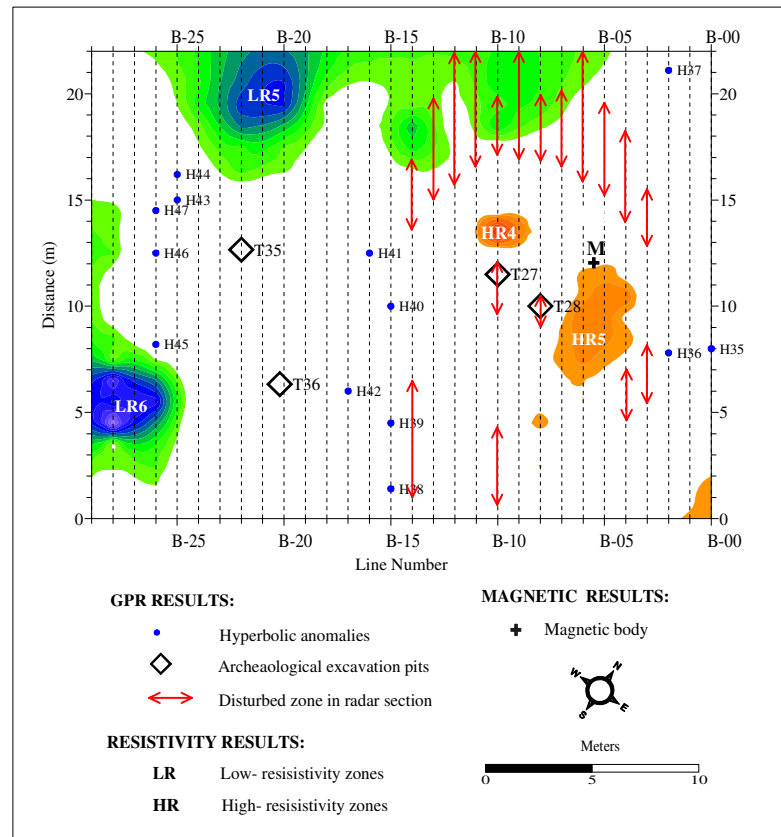 B-25 B-20 B-15 B-10 B-05 B-00
20 20
LR5
H37
H44
H43
15 15
H47
HR4
M
H46 T35 H41
T27
10 H40 T28 10
HR5
H45 H36 H35
T36 H42
LR6
5 H39 5
H38
0 0
B-25 B-20 B-15 B-10 B-05 B-00
Distance (m)
Line Number
GPR RESULTS:
Hyperbolic anomalies
Archeaological excavation pits
Disturbed zone in radar section
RESISTIVITY RESULTS:
LR Low- resisistivity zones
HR High- resisistivity zones
MAGNETIC RESULTS:
Magnetic body
W N
S E
Meters
0 5 10